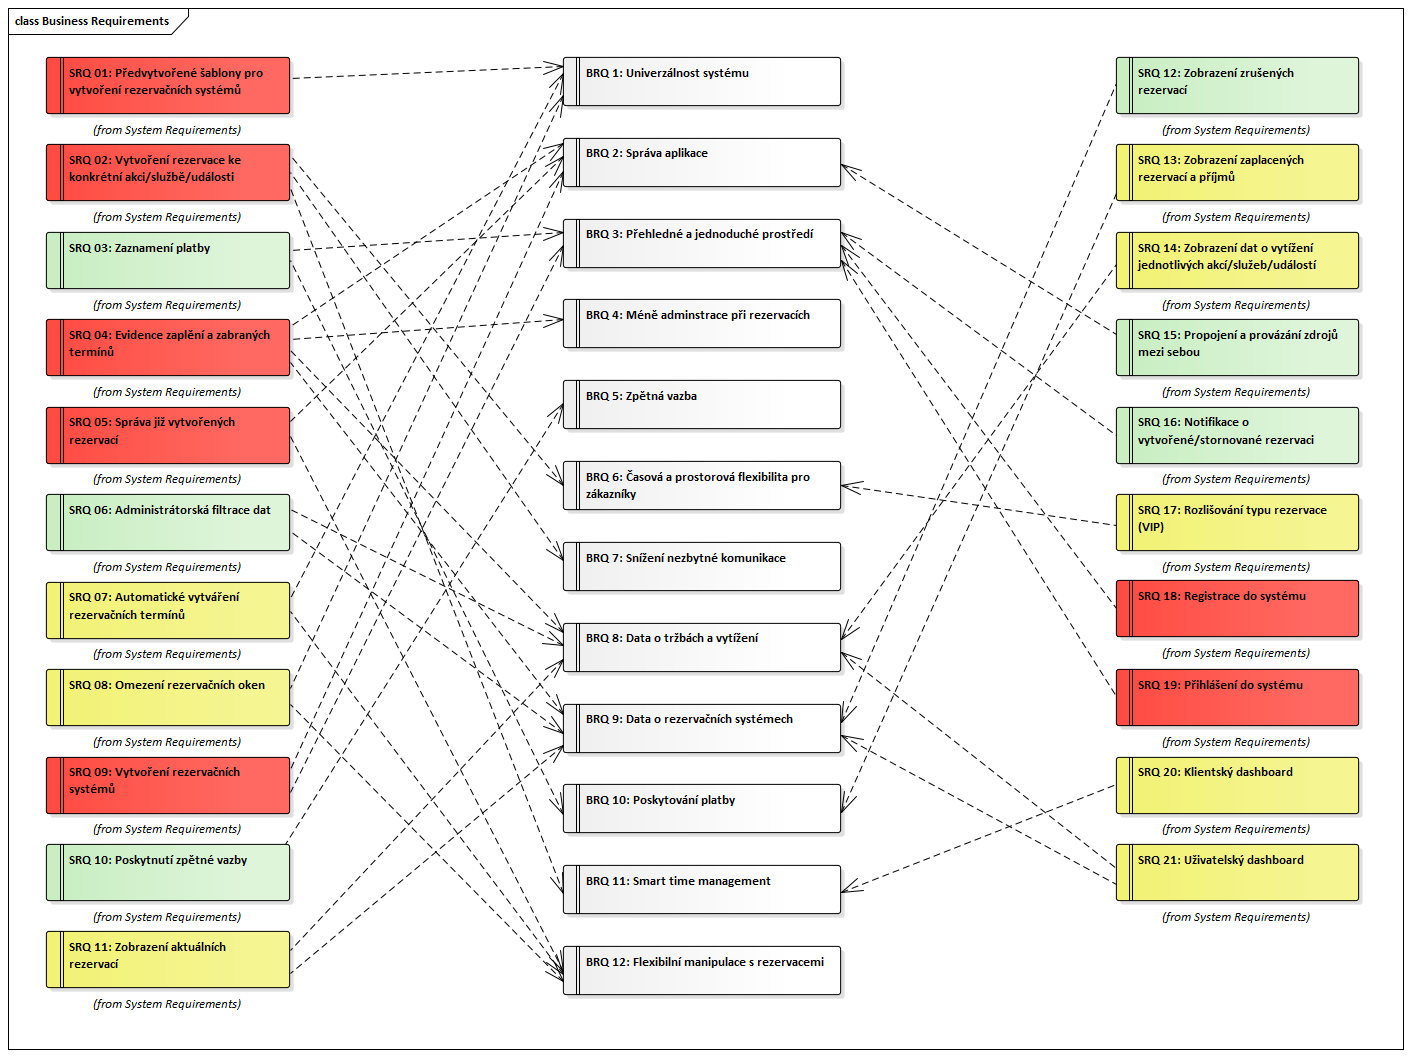 class Business Requirements
SRQ 01: Předvytvořené šablony pro
vytvoření rezervačních systémů
(from System Requirements)
SRQ 02: Vytvoření rezervace ke
konkrétní akci/službě/události
(from System Requirements)
SRQ 03: Zaznamení platby
(from System Requirements)
SRQ 04: Evidence zaplění a zabraných
termínů
(from System Requirements)
SRQ 05: Správa již vytvořených
rezervací
(from System Requirements)
SRQ 06: Administrátorská filtrace dat
(from System Requirements)
SRQ 07: Automatické vytváření
rezervačních termínů
(from System Requirements)
SRQ 08: Omezení rezervačních oken
(from System Requirements)
SRQ 09: Vytvoření rezervačních
systémů
(from System Requirements)
SRQ 10: Poskytnutí zpětné vazby
(from System Requirements)
SRQ 11: Zobrazení aktuálních
rezervací
(from System Requirements)
BRQ 1: Univerzálnost systému
BRQ 2: Správa aplikace
BRQ 3: Přehledné a jednoduché prostředí
BRQ 4: Méně adminstrace při rezervacích
BRQ 5: Zpětná vazba
BRQ 6: Časová a prostorová flexibilita pro
zákazníky
BRQ 7: Snížení nezbytné komunikace
BRQ 8: Data o tržbách a vytížení
BRQ 9: Data o rezervačních systémech
BRQ 10: Poskytování platby
BRQ 11: Smart time management
BRQ 12: Flexibilní manipulace s rezervacemi
SRQ 12: Zobrazení zrušených
rezervací
(from System Requirements)
SRQ 13: Zobrazení zaplacených
rezervací a příjmů
(from System Requirements)
SRQ 14: Zobrazení dat o vytížení
jednotlivých akcí/služeb/událostí
(from System Requirements)
SRQ 15: Propojení a provázání zdrojů
mezi sebou
(from System Requirements)
SRQ 16: Notifikace o
vytvořené/stornované rezervaci
(from System Requirements)
SRQ 17: Rozlišování typu rezervace
(VIP)
(from System Requirements)
SRQ 18: Registrace do systému
(from System Requirements)
SRQ 19: Přihlášení do systému
(from System Requirements)
SRQ 20: Klientský dashboard
(from System Requirements)
SRQ 21: Uživatelský dashboard
(from System Requirements)